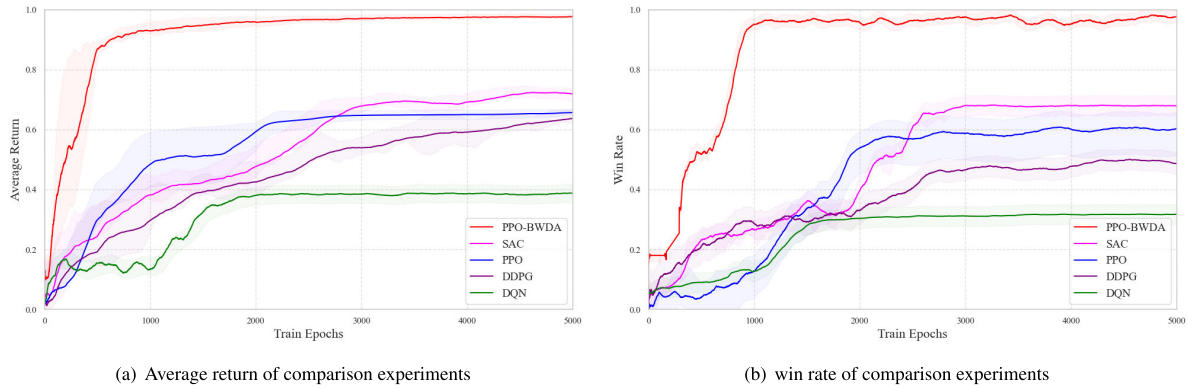 1.0
0.8
0.6
0.4
0.2
0.0
Average Return
0
1000
2000
3000
4000
5000
Train Epochs
PPO-BWDA
SAC
PPO
DDPG
DQN
(a) Average return of comparison experiments
1.0
0.8
0.6
0.4
0.2
0.0
Win Rate
0
1000
2000
3000
4000
5000
Train Epochs
PPO-BWDA
SAC
PPO
DDPG
DQN
(b) win rate of comparison experiments